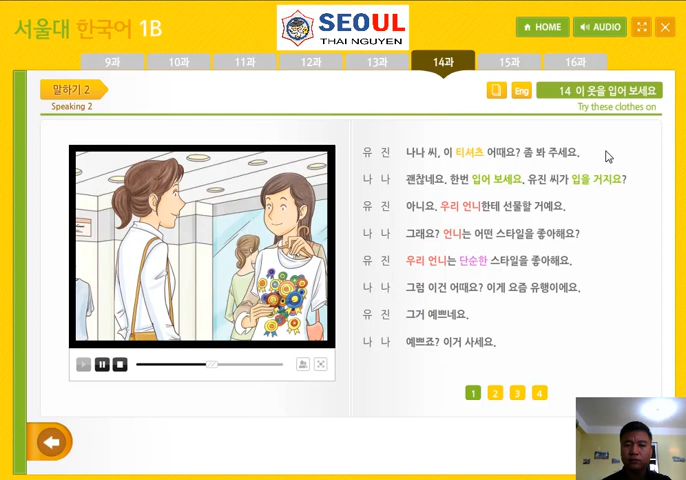 서울대 한국어 1B
SEOUL
THAI NGUYEN
HOME
AUDIO
9과
10과
11과
12과
13과
14과
15과
16과
말하기 2
Speaking 2
Eng
14 이 옷을 입어 보세요
Try these clothes on
유 진 나나 씨, 이 티셔츠 어때요? 좀 봐 주세요.
나 나 괜찮네요. 한번 입어 보세요. 유진 씨가 입을 거지요?
유 진 아니요. 우리 언니한테 선물할 거예요.
나 나 그래요? 언니는 어떤 스타일을 좋아해요?
유 진 우리 언니는 단순한 스타일을 좋아해요.
나 나 그럼 이건 어때요? 이게 요즘 유행이에요.
유 진 그거 예쁘네요.
나 나 예쁘죠? 이거 사세요.
1 2 3 4